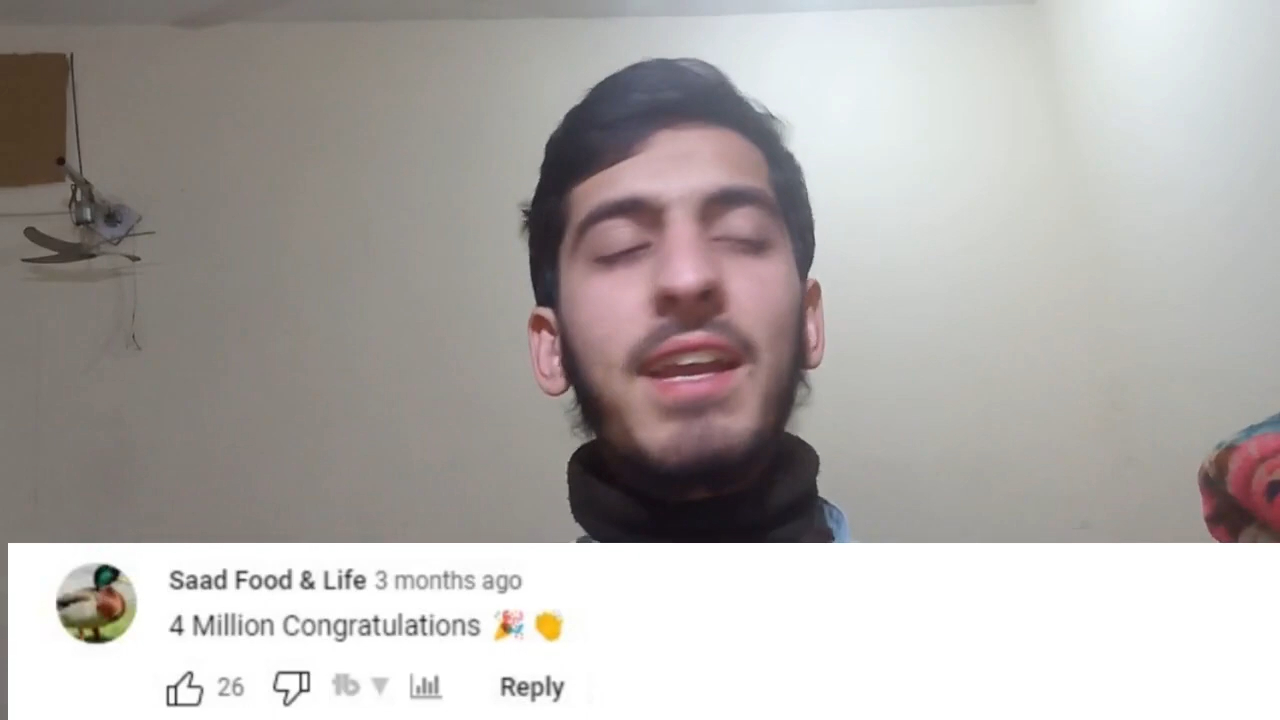 Saad Food & Life 3 months ago
4 Million Congratulations 🎉 👏
26
Reply